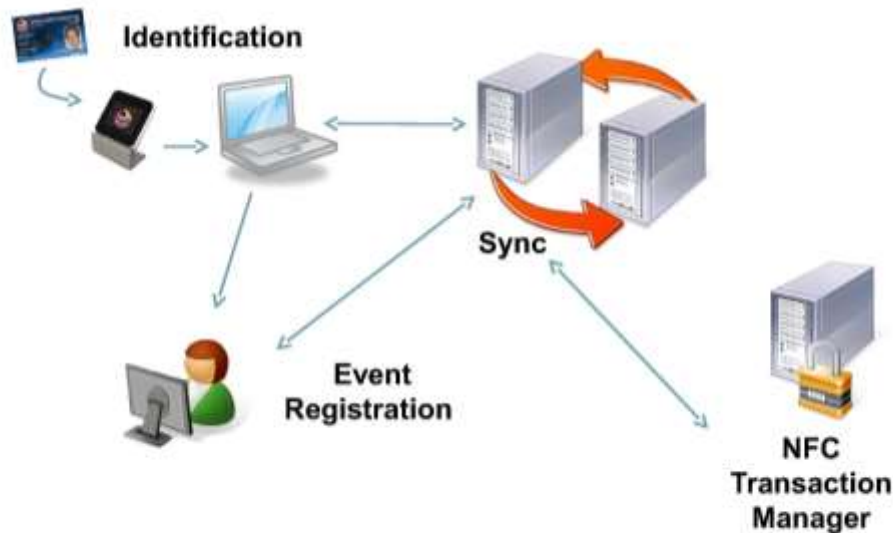 Identification
Sync
Event
Registration
NFC
Transaction
Manager